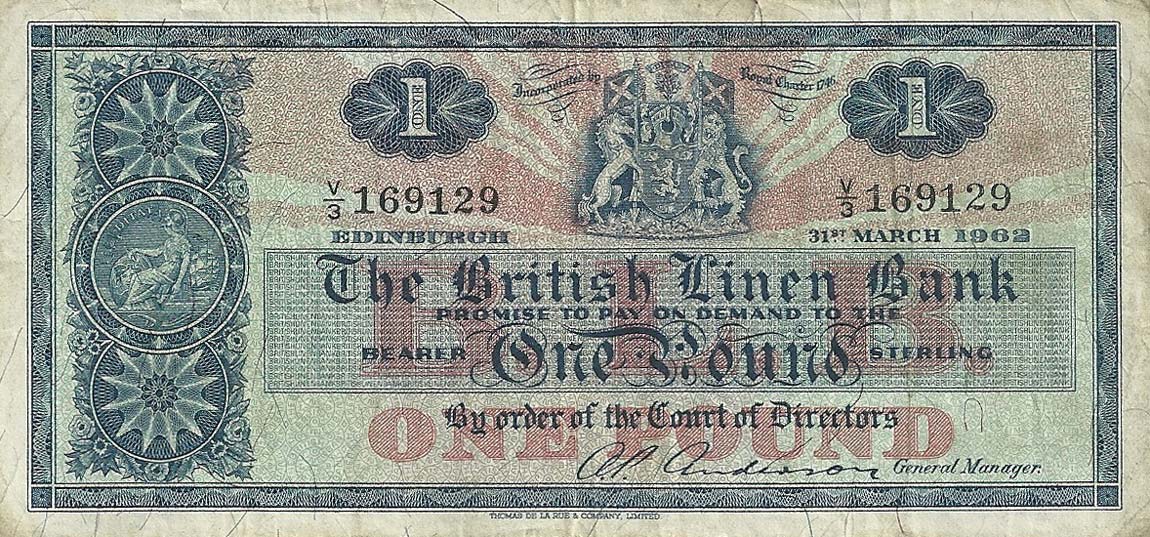 Incorporated by Royal Charter 1746
1 ONE 1 ONE
V/3 169129 V/3 169129
EDINBURGH 31ST MARCH 1962
The British Linen Bank
PROMISE TO PAY ON DEMAND TO THE
BEARER One Pound STERLING
By order of the Court of Directors
ONE POUND
A.P. Anderson General Manager.
THOMAS DE LA RUE & COMPANY, LIMITED.